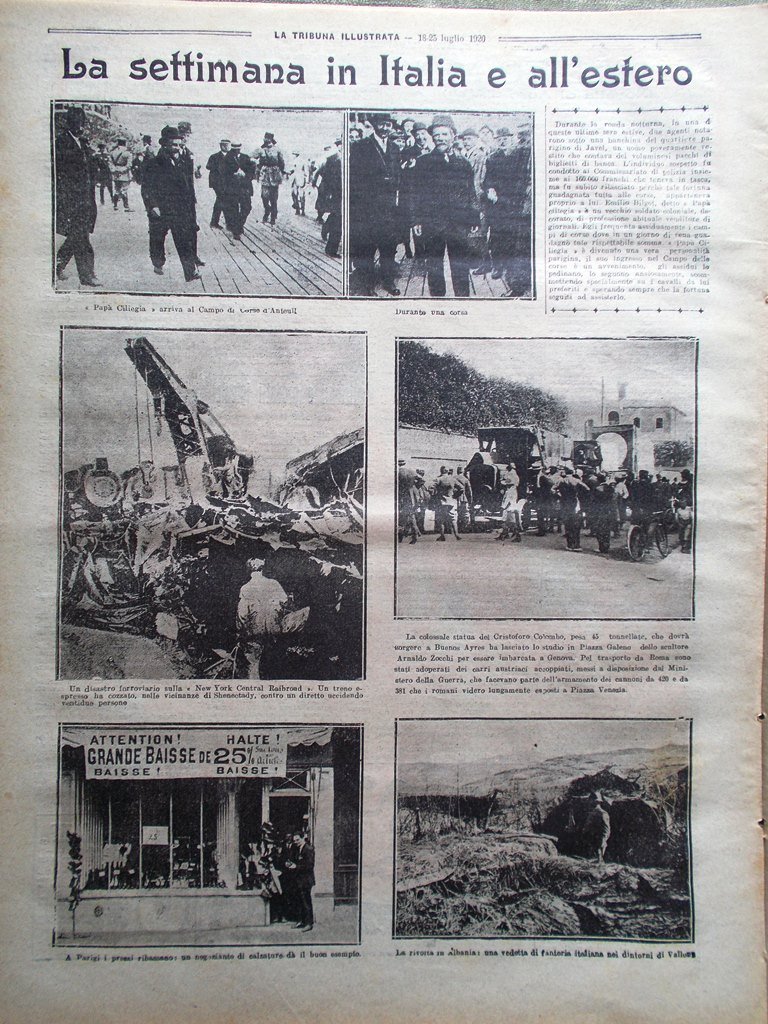 LA TRIBUNA ILLUSTRATA — 18-25 luglio 1920
La settimana in Italia e all'estero
Durante la ronda notturna, in una di
queste ultime sere estive, due agenti nota-
rono sotto una banchina del quartiere pa-
rigino di Javel, un uomo poveramente ve-
stito che contava dei voluminosi pacchi di
biglietti di banca. L'individuo sospetto fu
condotto al Commissariato di polizia insie-
me ai 160.000 franchi che teneva in tasca,
ma fu subito rilasciato perchè tale fortuna
guadagnata tutta alle corse, apparteneva
proprio a lui. Emilio Bilgot, detto « Papà
ciliegia » è un vecchio soldato coloniale, de-
corato, di professione abituale venditore di
giornali. Egli frequenta assiduamente i cam-
pi di corse dove in un giorno di vena gua-
dagnò tale rispettabile somma. « Papà Ci-
liegia » è divenuto una vera personalità
parigina, il suo ingresso nel Campo delle
corse è un avvenimento, gli assidui lo
pedinano, lo seguono ansiosamente, scom-
mettendo specialmente su i cavalli da lui
preferiti e sperando sempre che la fortuna
seguiti ad assisterlo.
« Papà Ciliegia » arriva al Campo di Corse d'Anteuil
Durante una corsa
Un disastro ferroviario sulla « New York Central Raibroad ». Un treno e-
spresso ha cozzato, nelle vicinanze di Shenectady, contro un diretto uccidendo
ventidue persone
La colossale statua del Cristoforo Colombo, pesa 45 tonnellate, che dovrà
sorgere a Buenos Ayres ha lasciato lo studio in Piazza Galeno dello scultore
Arnaldo Zocchi per essere imbarcata a Genova. Pel trasporto da Roma sono
stati adoperati dei carri austriaci accoppiati, messi a disposizione dal Mini-
stero della Guerra, che facevano parte dell'armamento dei cannoni da 420 e da
381 che i romani videro lungamente esposti a Piazza Venezia.
ATTENTION! HALTE!
GRANDE BAISSE DE 25%
BAISSE! BAISSE!
25
A Parigi i prezzi ribassano: un negoziante di calzature dà il buon esempio.
La rivolta in Albania: una vedetta di fanteria italiana nei dintorni di Vallona